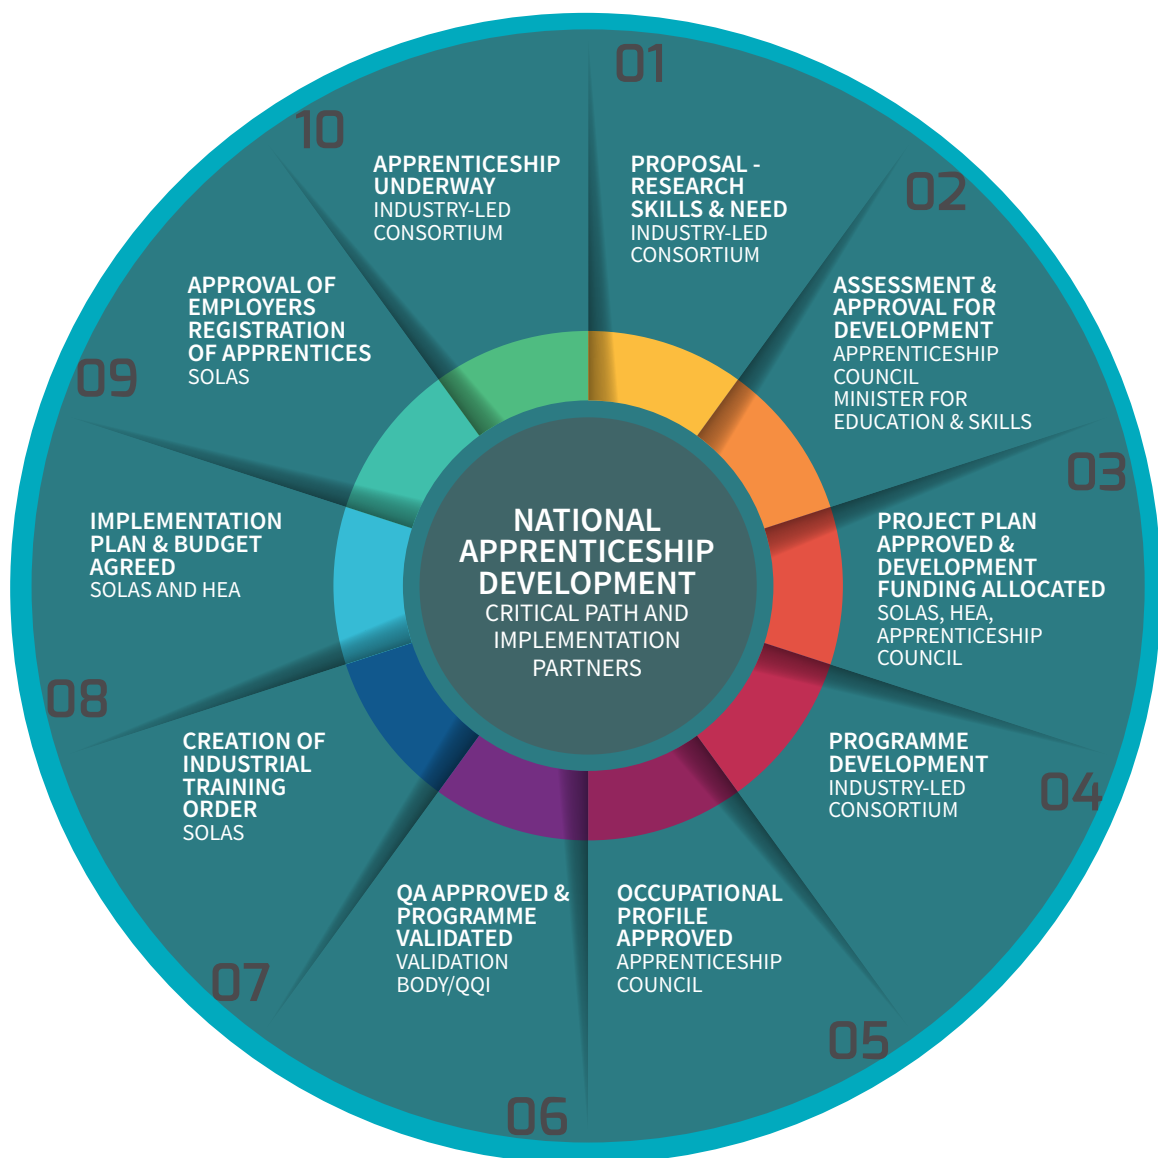 NATIONAL
APPRENTICESHIP
DEVELOPMENT
CRITICAL PATH AND
IMPLEMENTATION
PARTNERS
01
PROPOSAL -
RESEARCH
SKILLS & NEED
INDUSTRY-LED
CONSORTIUM
02
ASSESSMENT &
APPROVAL FOR
DEVELOPMENT
APPRENTICESHIP
COUNCIL
MINISTER FOR
EDUCATION & SKILLS
03
PROJECT PLAN
APPROVED &
DEVELOPMENT
FUNDING ALLOCATED
SOLAS, HEA,
APPRENTICESHIP
COUNCIL
04
PROGRAMME
DEVELOPMENT
INDUSTRY-LED
CONSORTIUM
05
OCCUPATIONAL
PROFILE
APPROVED
APPRENTICESHIP
COUNCIL
06
QA APPROVED &
PROGRAMME
VALIDATED
VALIDATION
BODY/QQI
07
CREATION OF
INDUSTRIAL
TRAINING
ORDER
SOLAS
08
IMPLEMENTATION
PLAN & BUDGET
AGREED
SOLAS AND HEA
09
APPROVAL OF
EMPLOYERS
REGISTRATION
OF APPRENTICES
SOLAS
10
APPRENTICESHIP
UNDERWAY
INDUSTRY-LED
CONSORTIUM